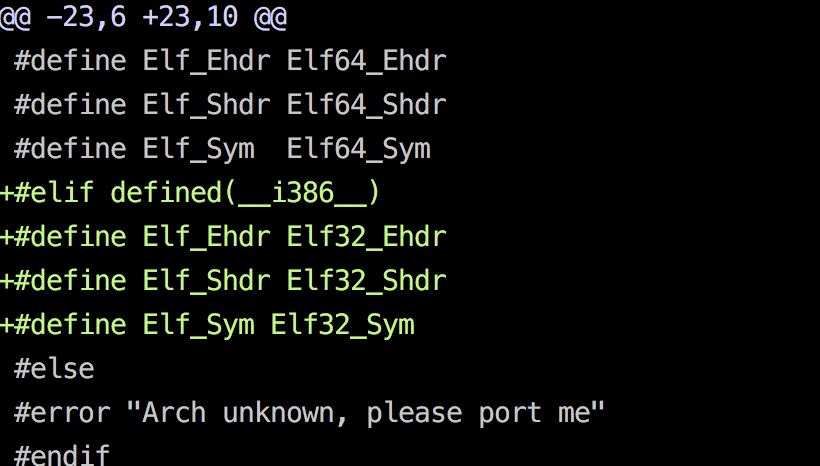 @@ -23,6 +23,10 @@
 #define Elf_Ehdr Elf64_Ehdr
 #define Elf_Shdr Elf64_Shdr
 #define Elf_Sym  Elf64_Sym
+#elif defined(__i386__)
+#define Elf_Ehdr Elf32_Ehdr
+#define Elf_Shdr Elf32_Shdr
+#define Elf_Sym Elf32_Sym
 #else
 #error "Arch unknown, please port me"
 #endif